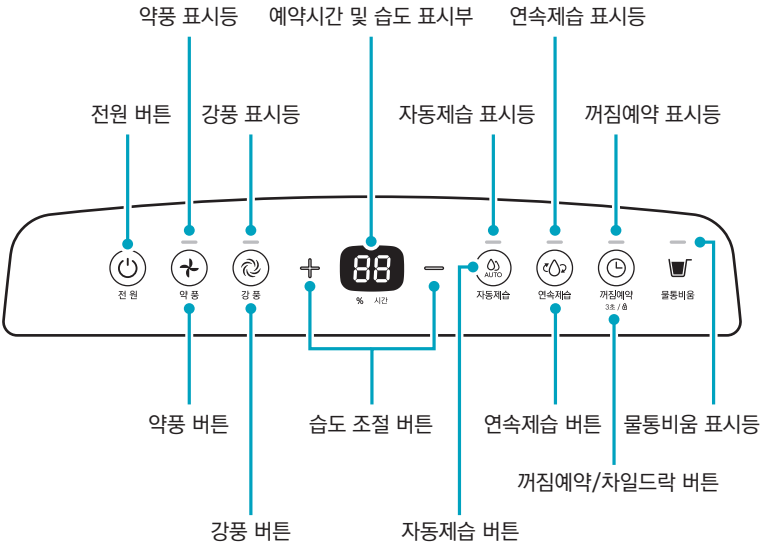 약풍 표시등 예약시간 및 습도 표시부 연속제습 표시등
전원 버튼 강풍 표시등 자동제습 표시등 꺼짐예약 표시등
88
AUTO
전원 약풍 강풍 % 시간 자동제습 연속제습 꺼짐예약 물통비움
3초 /
약풍 버튼 습도 조절 버튼 연속제습 버튼 물통비움 표시등
꺼짐예약/차일드락 버튼
강풍 버튼 자동제습 버튼